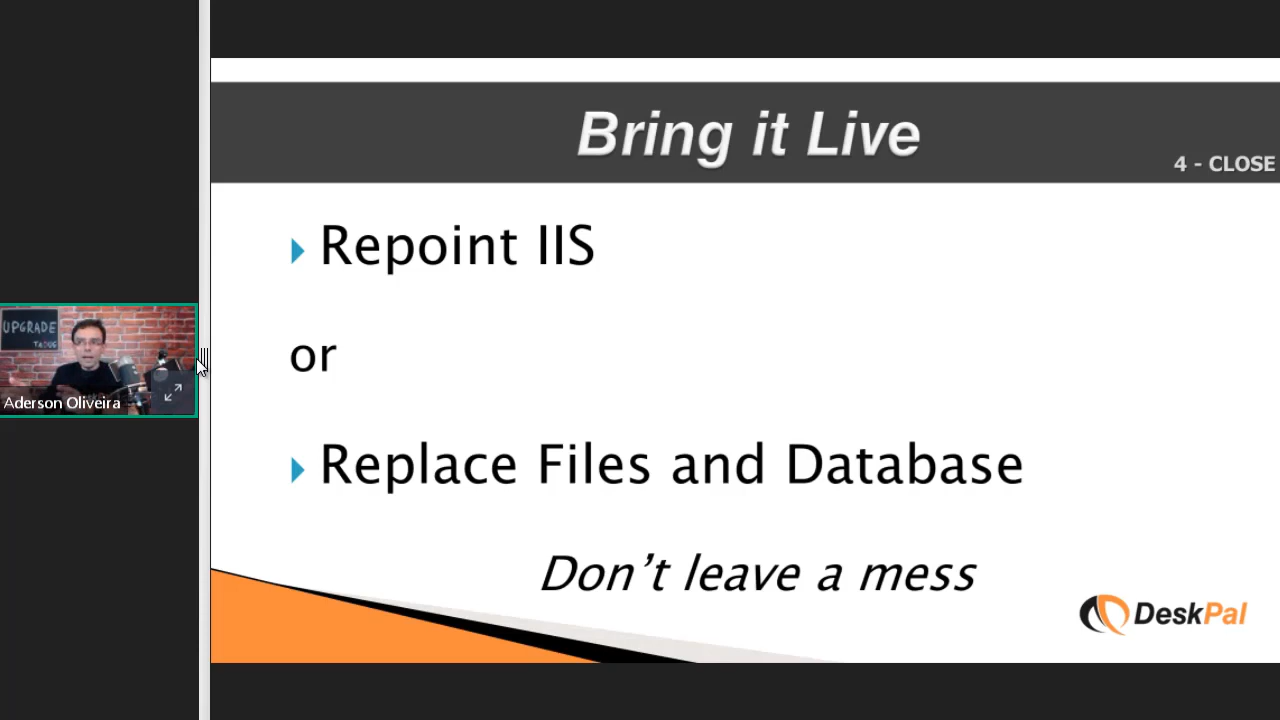 Bring it Live
4 - CLOSE
Repoint IIS
or
Replace Files and Database
Don't leave a mess
DeskPal
UPGRADE
Aderson Oliveira